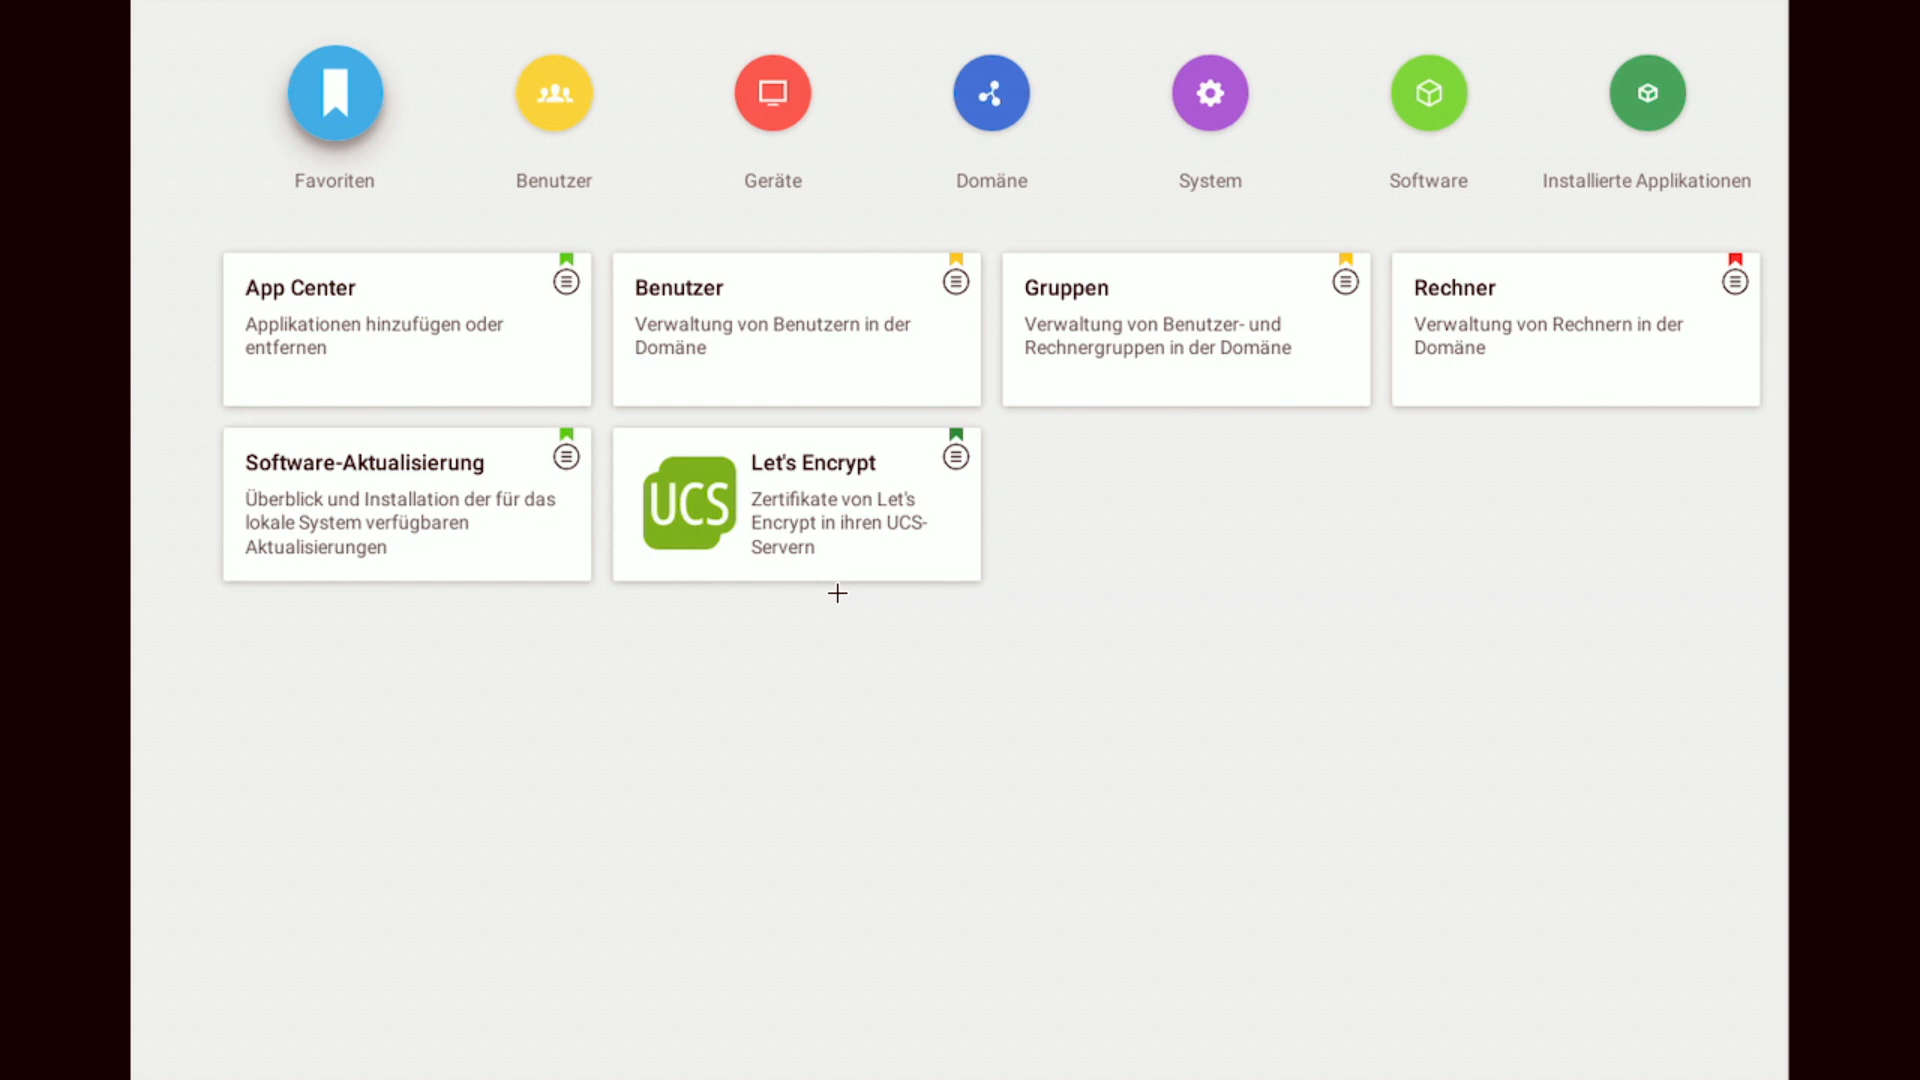 Favoriten
Benutzer
Geräte
Domäne
System
Software
Installierte Applikationen
App Center
Applikationen hinzufügen oder
entfernen
Benutzer
Verwaltung von Benutzern in der
Domäne
Gruppen
Verwaltung von Benutzer- und
Rechnergruppen in der Domäne
Rechner
Verwaltung von Rechnern in der
Domäne
Software-Aktualisierung
Überblick und Installation der für das
lokale System verfügbaren
Aktualisierungen
UCS
Let's Encrypt
Zertifikate von Let's
Encrypt in ihren UCS-
Servern